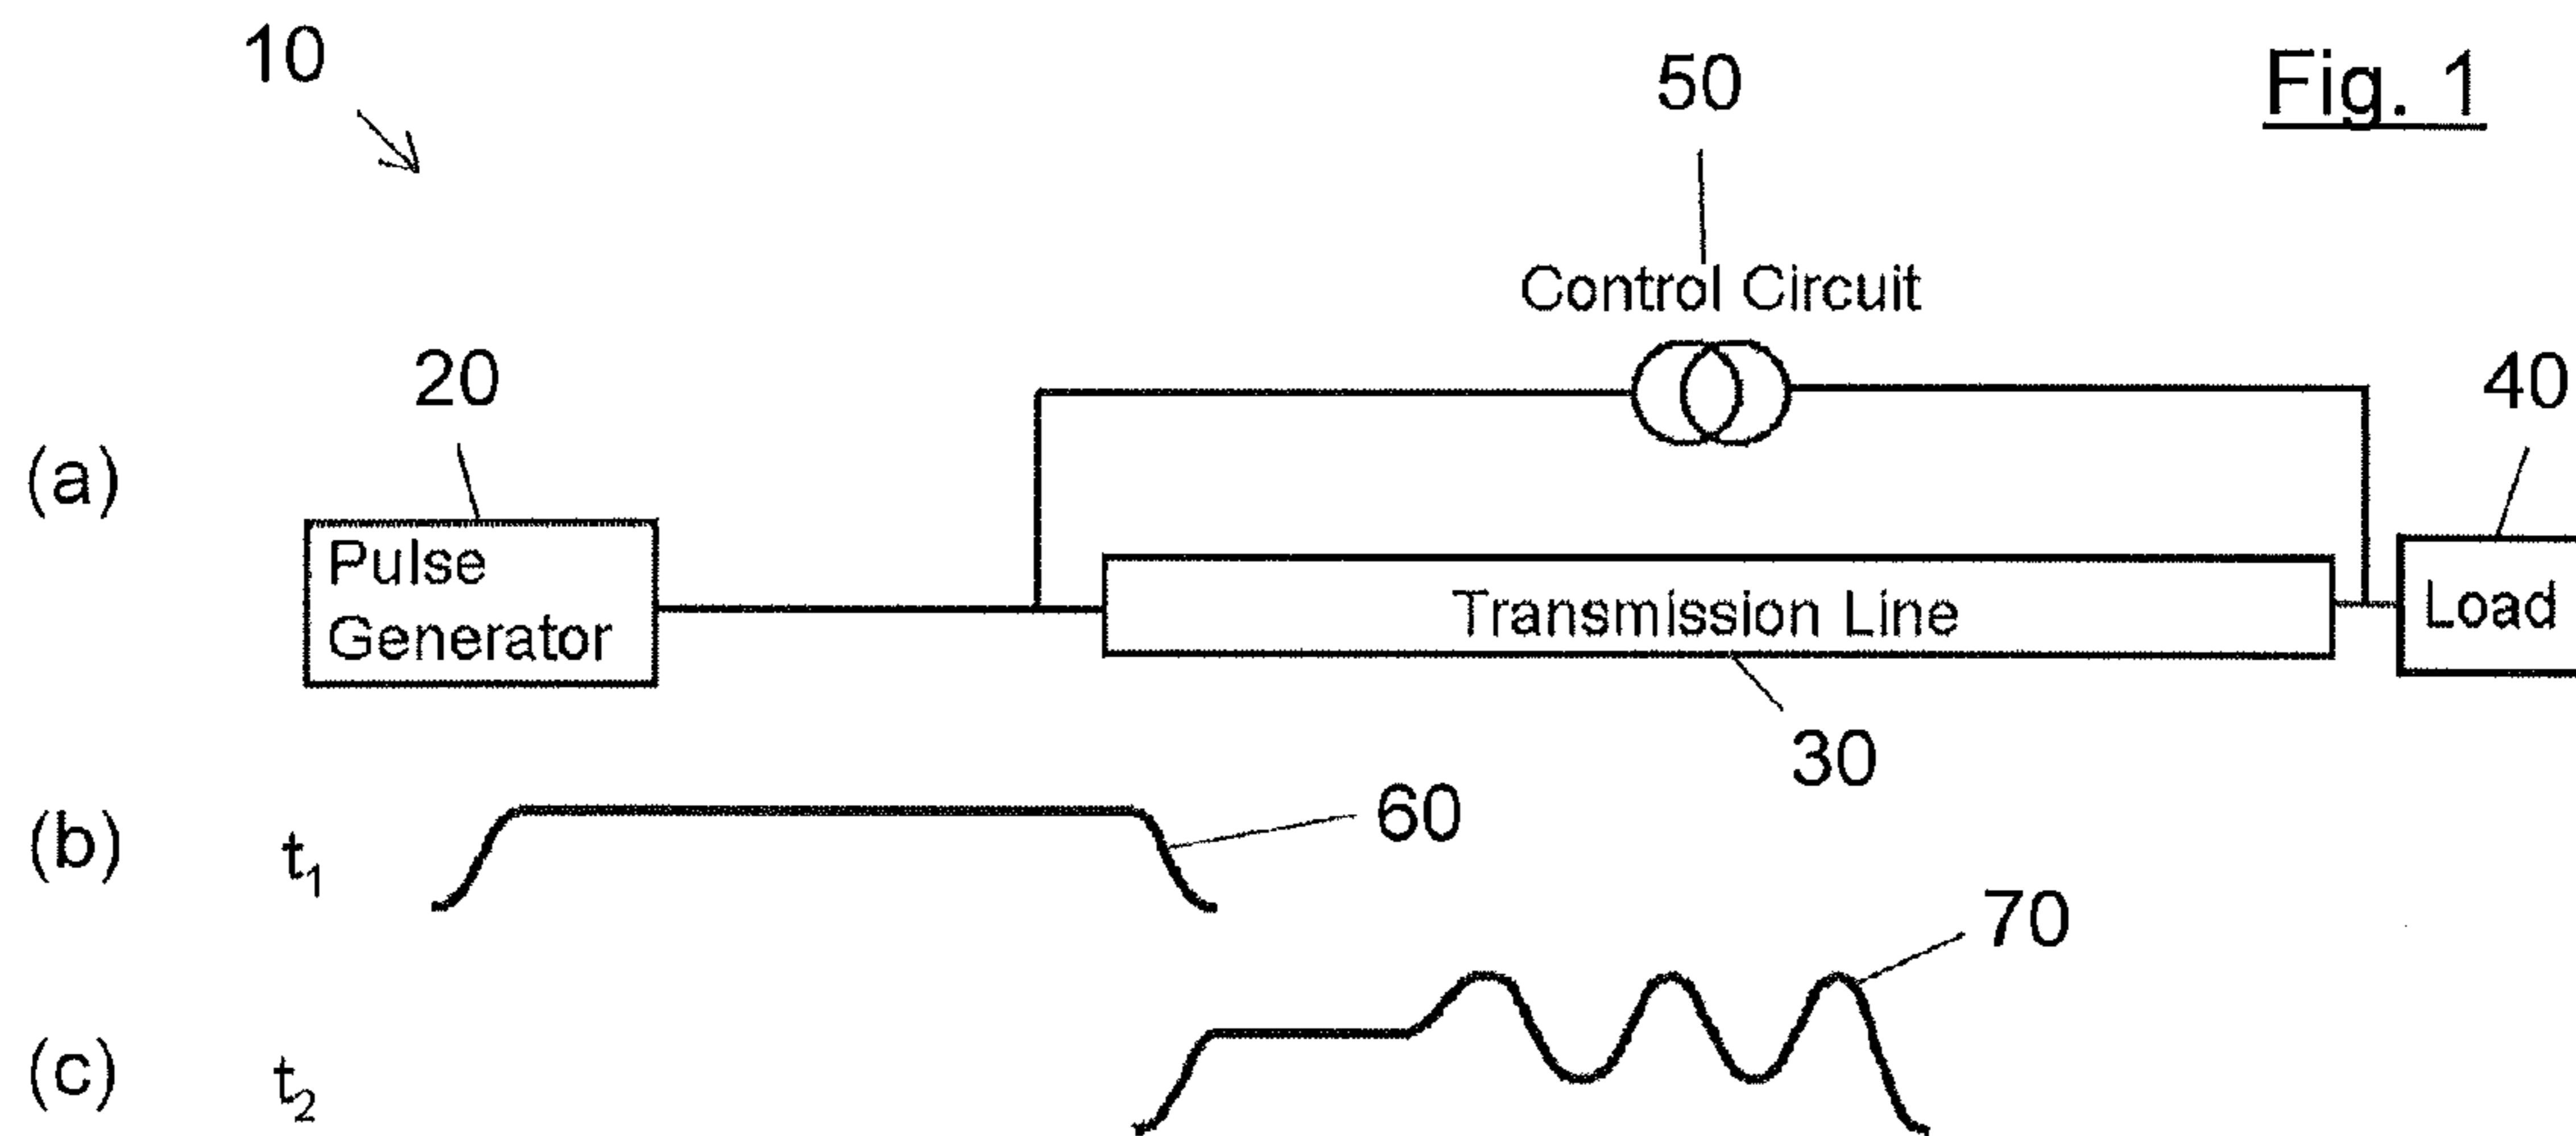 10
50
Fig. 1
Control Circuit
20
40
(a)
Pulse
Generator
Transmission Line
Load
30
(b)
t₁
60
70
(c)
t₂